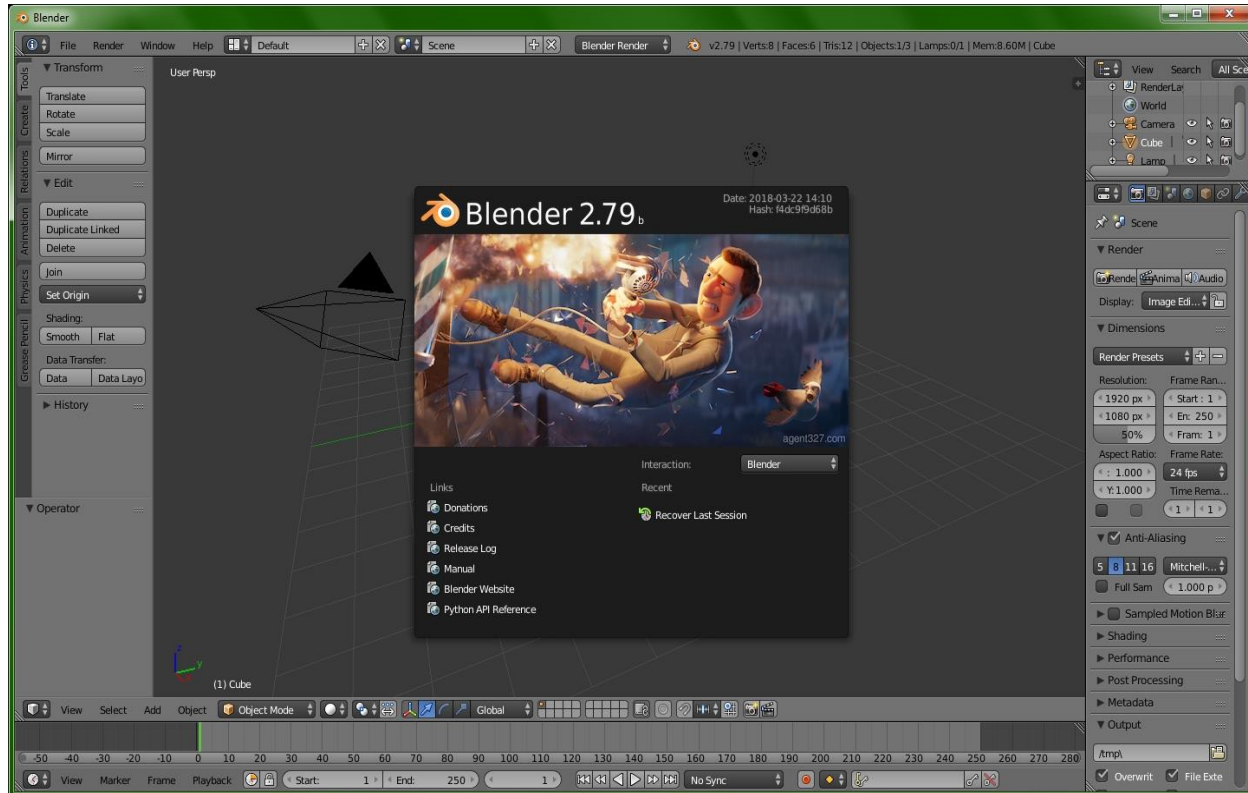 Blender
File Render Window Help Default Scene Blender Render v2.79 | Verts:8 | Faces:6 | Tris:12 | Objects:1/3 | Lamps:0/1 | Mem:8.60M | Cube
Tools
Create
Relations
Animation
Physics
Grease Pencil
Transform
Translate
Rotate
Scale
Mirror
Edit
Duplicate
Duplicate Linked
Delete
Join
Set Origin
Shading:
Smooth Flat
Data Transfer:
Data Data Layo
History
Operator
User Persp
Blender 2.79b
Date: 2018-03-22 14:10
Hash: f4dc9f9d68b
agent327.com
Interaction: Blender
Links
Donations
Credits
Release Log
Manual
Blender Website
Python API Reference
Recent
Recover Last Session
z
y
(1) Cube
View Select Add Object Object Mode Global
-50 -40 -30 -20 -10 0 10 20 30 40 50 60 70 80 90 100 110 120 130 140 150 160 170 180 190 200 210 220 230 240 250 260 270 280
View Marker Frame Playback Start: 1 End: 250 1 No Sync
View Search All Sce
RenderLay
World
Camera
Cube
Lamp
Scene
Render
Rende Anima Audio
Display: Image Edi...
Dimensions
Render Presets
Resolution: Frame Ran...
1920 px Start : 1
1080 px En: 250
50% Fram: 1
Aspect Ratio: Frame Rate:
: 1.000 24 fps
Y: 1.000 Time Rema...
1 1
Anti-Aliasing
5 8 11 16 Mitchell-...
Full Sam 1.000 p
Sampled Motion Blur
Shading
Performance
Post Processing
Metadata
Output
/tmp\
Overwrit File Exte